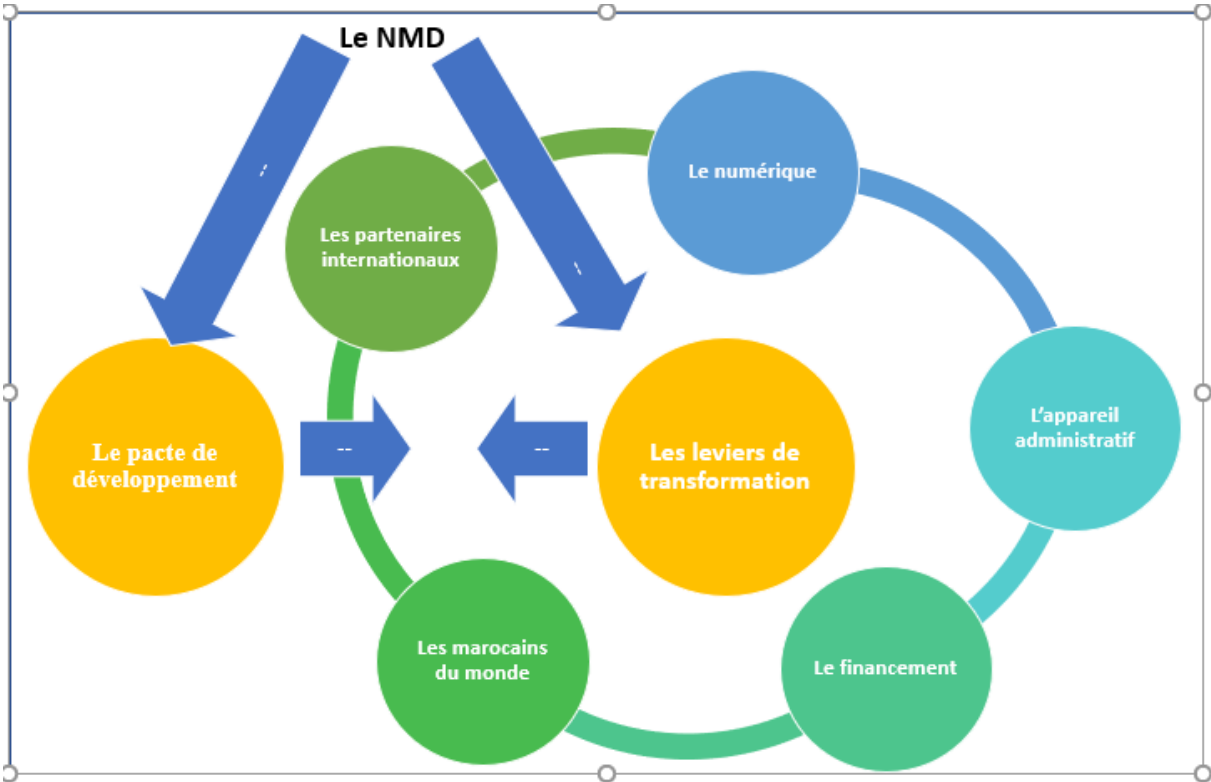 Le NMD
Le numérique
Les partenaires
internationaux
L'appareil
administratif
Le pacte de
développement
--
--
Les leviers de
transformation
Les marocains
du monde
Le financement
--
--